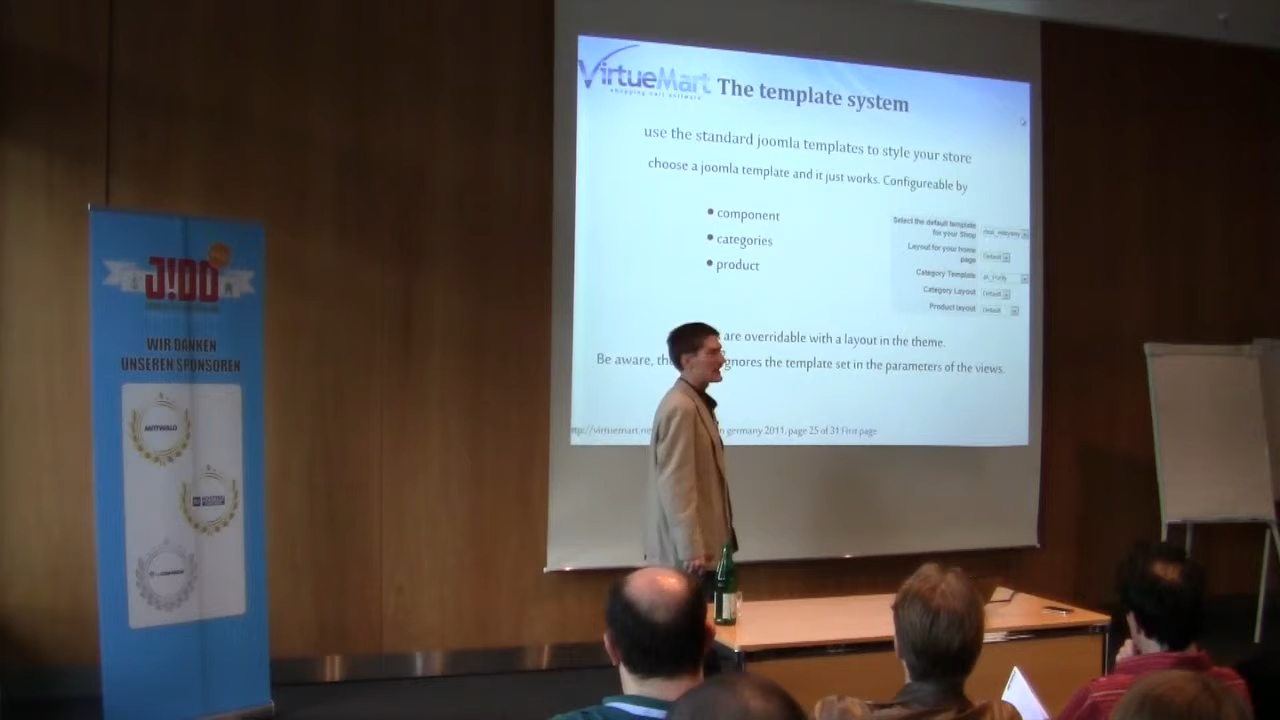 VirtueMart
shopping cart software
The template system
use the standard joomla templates to style your store
choose a joomla template and it just works. Configureable by
• component
• categories
• product
Select the default template
for your Shop
Layout for your home
page
Default
Category Template
Category Layout
Default
Product layout
Default
are overridable with a layout in the theme.
Be aware, gnores the template set in the parameters of the views.
germany 2011, page 25 of 31 First page
J!DD
WIR DANKEN
UNSEREN SPONSOREN